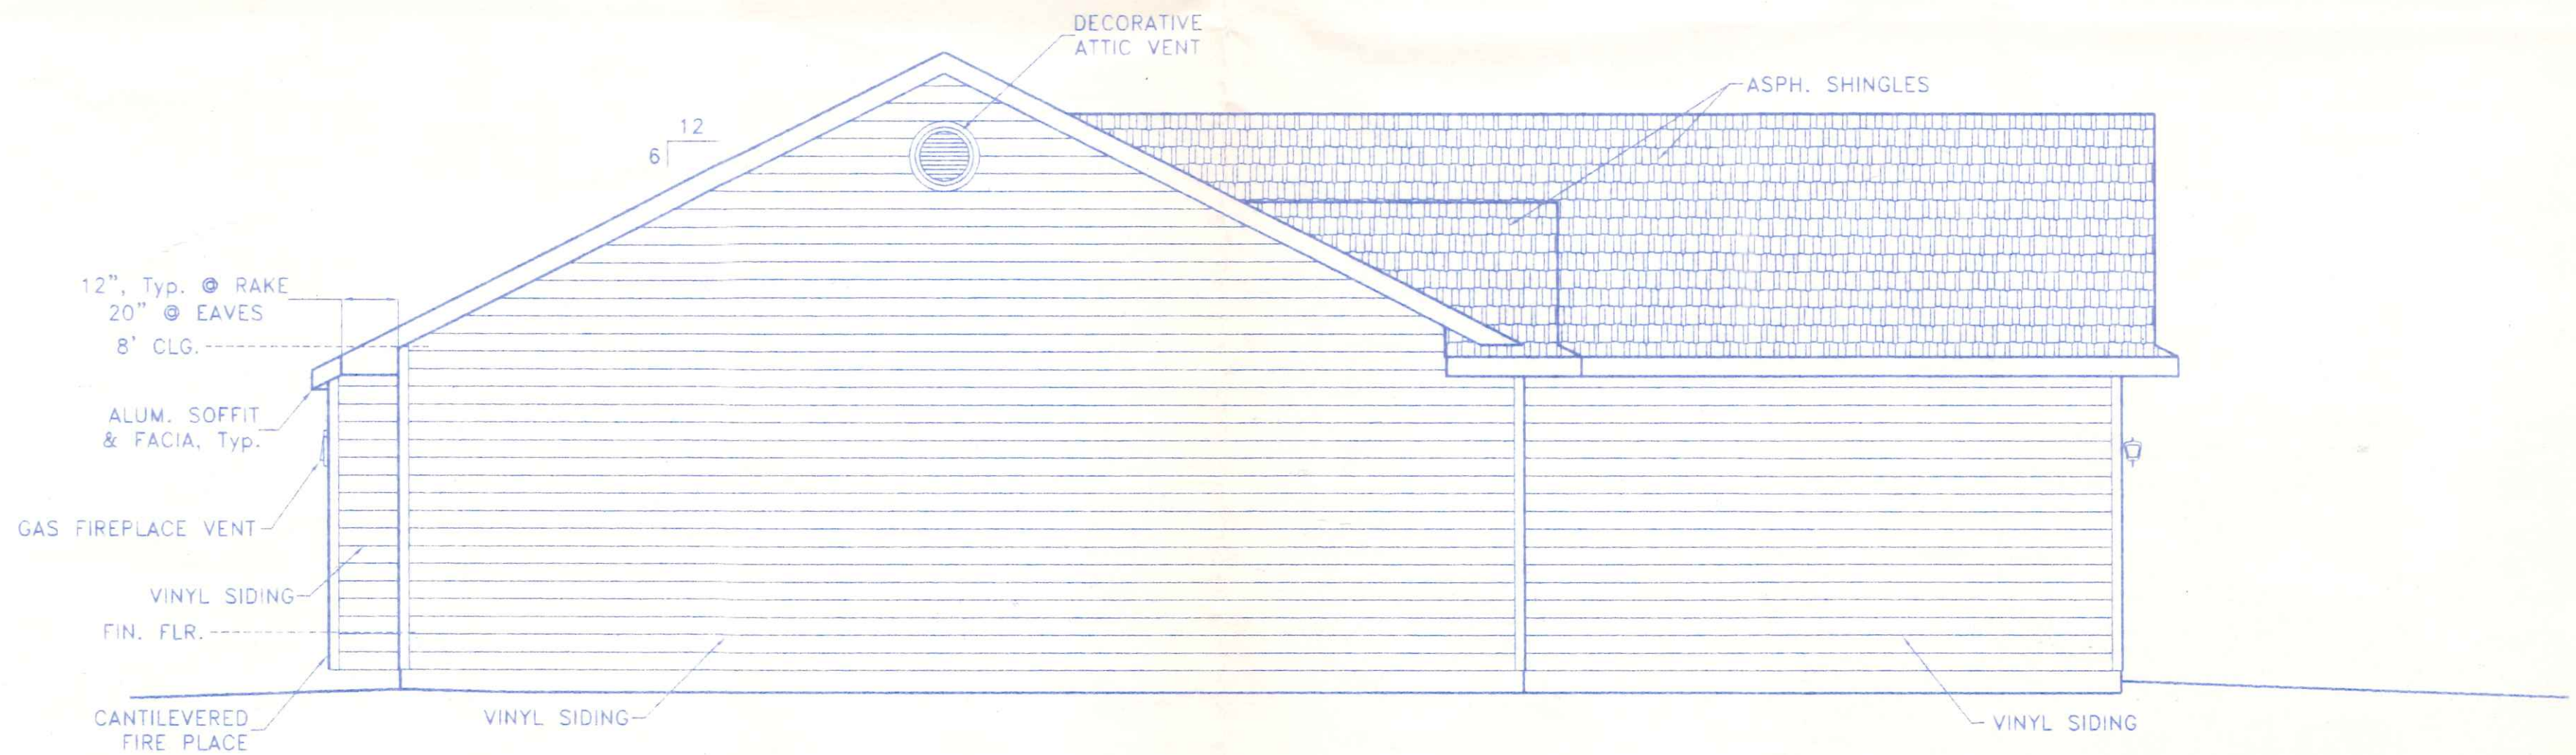 DECORATIVE
ATTIC VENT
ASPH. SHINGLES
12
6
12", Typ. @ RAKE
20" @ EAVES
8' CLG.
ALUM. SOFFIT
& FACIA, Typ.
GAS FIREPLACE VENT
VINYL SIDING
FIN. FLR.
CANTILEVERED
FIRE PLACE
VINYL SIDING
VINYL SIDING